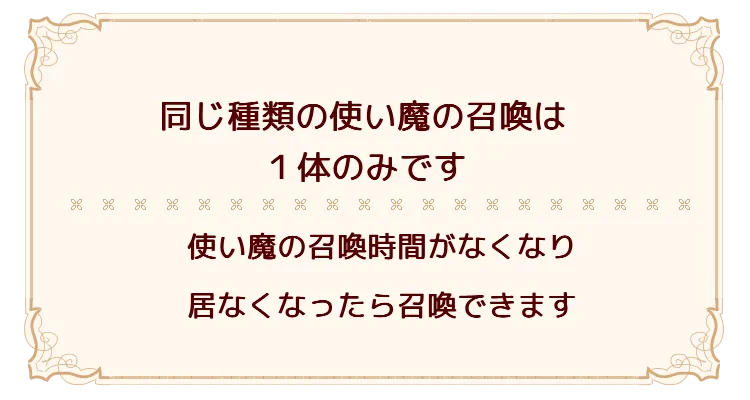 同じ種類の使い魔の召喚は
１体のみです
使い魔の召喚時間がなくなり
居なくなったら召喚できます